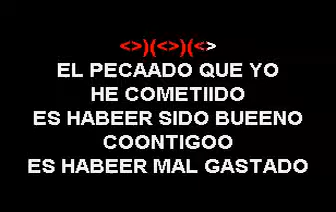 <>)(<>)(<>
EL PECAADO QUE YO
HE COMETIIDO
ES HABEER SIDO BUEENO
COONTIGOO
ES HABEER MAL GASTADO